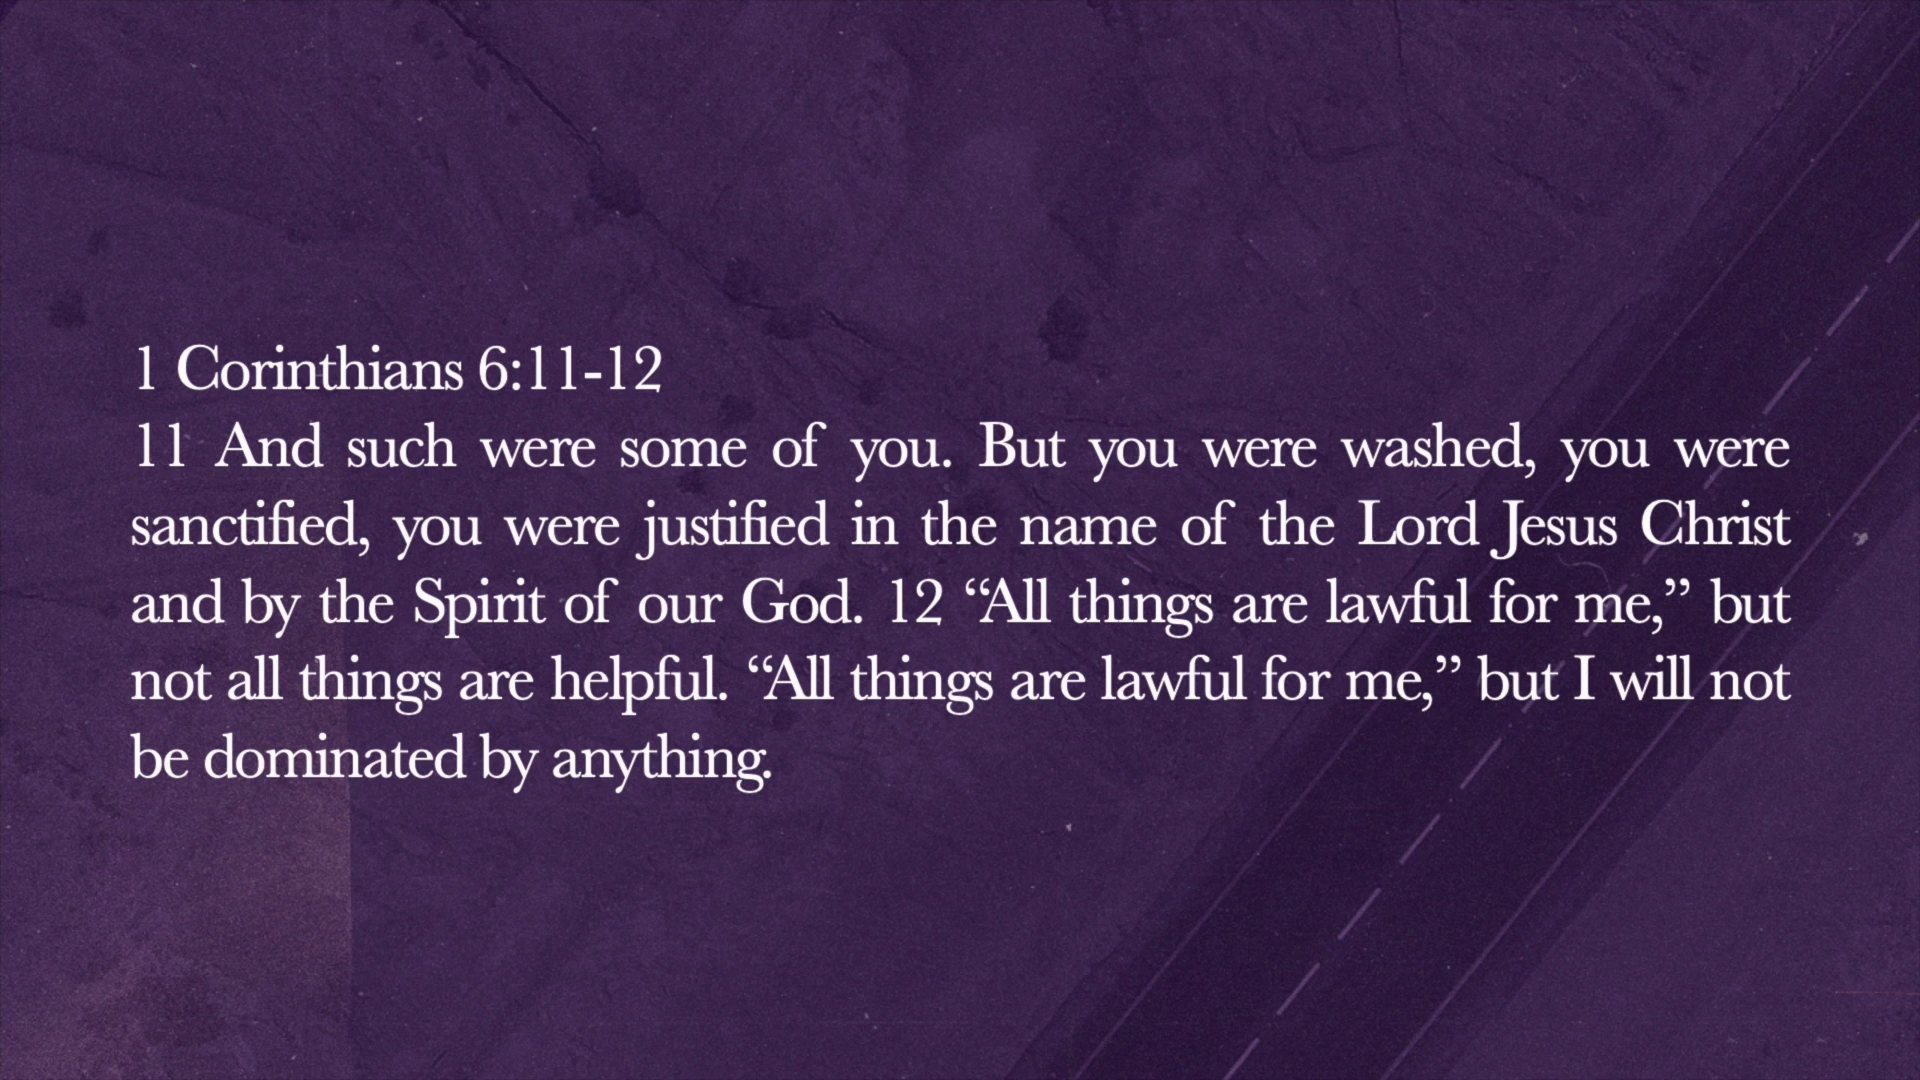 1 Corinthians 6:11-12
11 And such were some of you. But you were washed, you were
sanctified, you were justified in the name of the Lord Jesus Christ
and by the Spirit of our God. 12 “All things are lawful for me,” but
not all things are helpful. “All things are lawful for me,” but I will not
be dominated by anything.